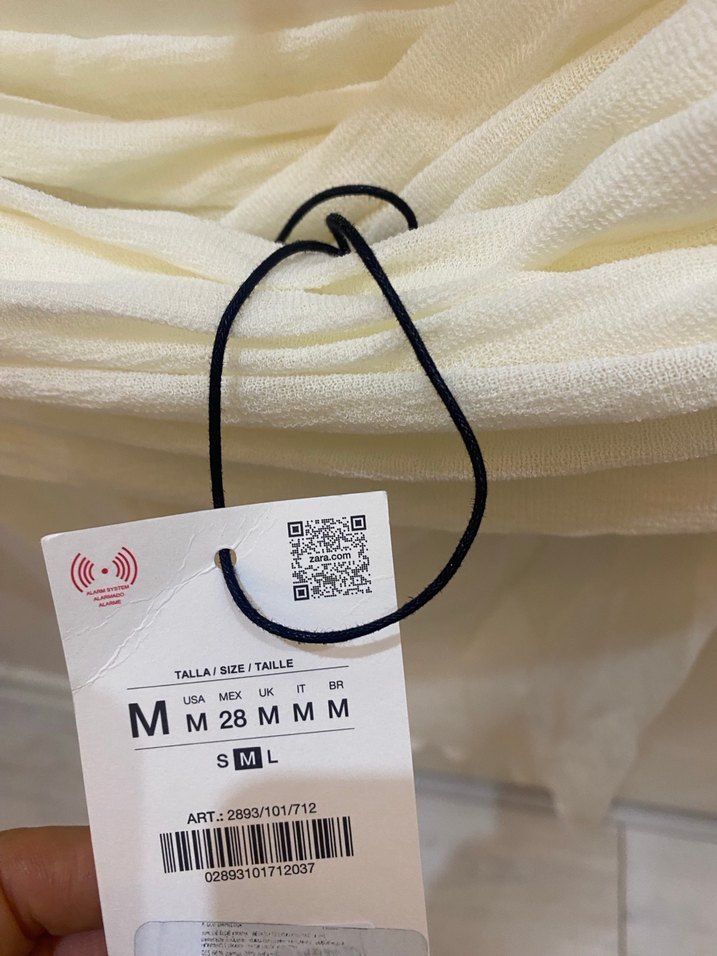 zara.com
ALARM SYSTEM
ALARMADO
ALARME
TALLA / SIZE / TAILLE
USA MEX UK IT BR
M M 28 M M M
S M L
ART.: 2893/101/712
02893101712037